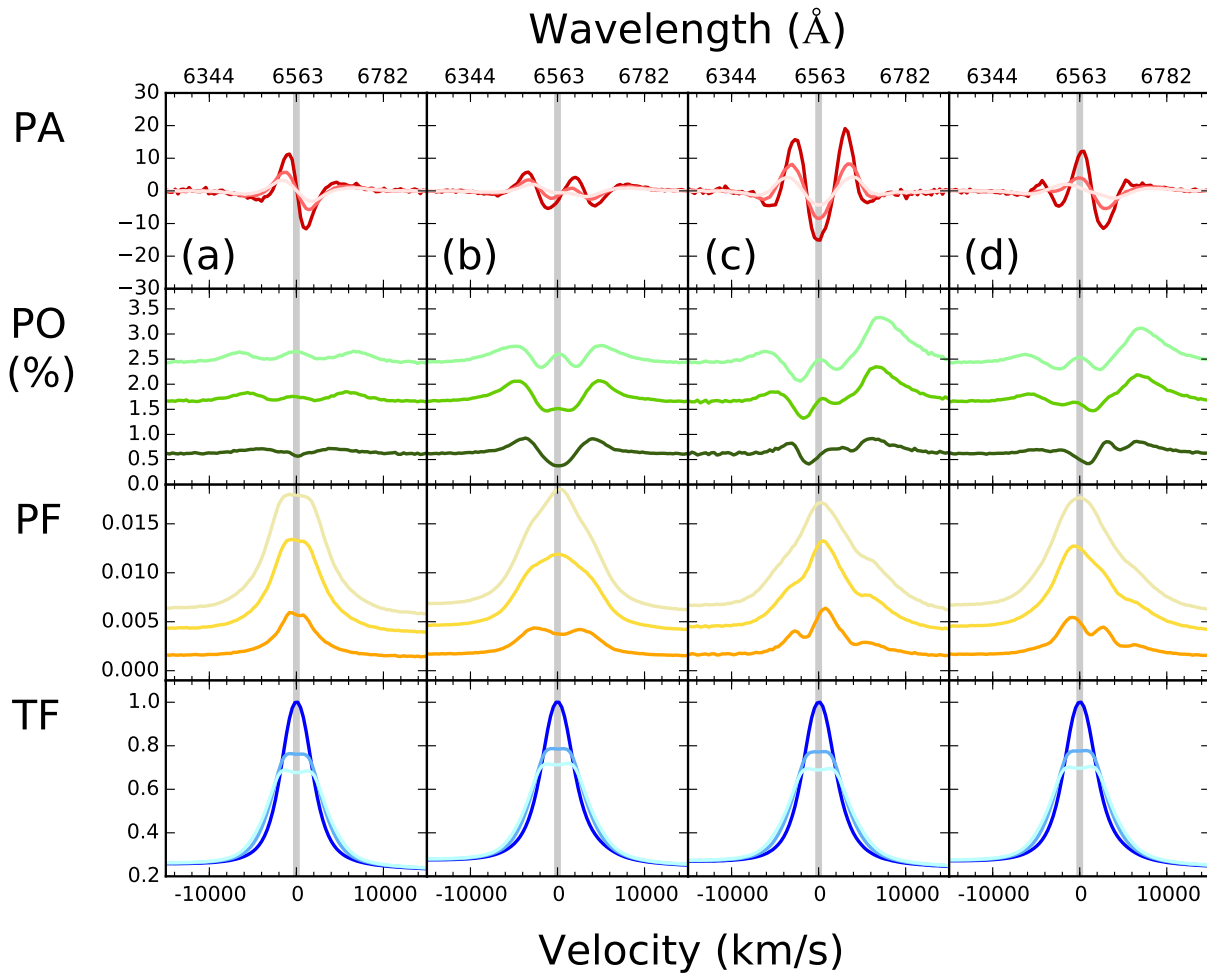 Wavelength (Å)
6344 6563 6782 6344 6563 6782 6344 6563 6782 6344 6563 6782
PA
30
20
10
0
−10
−20
−30
(a) (b) (c) (d)
PO
(%)
3.5
3.0
2.5
2.0
1.5
1.0
0.5
0.0
PF
0.015
0.010
0.005
0.000
TF
1.0
0.8
0.6
0.4
0.2
-10000 0 10000 -10000 0 10000 -10000 0 10000 -10000 0 10000
Velocity (km/s)